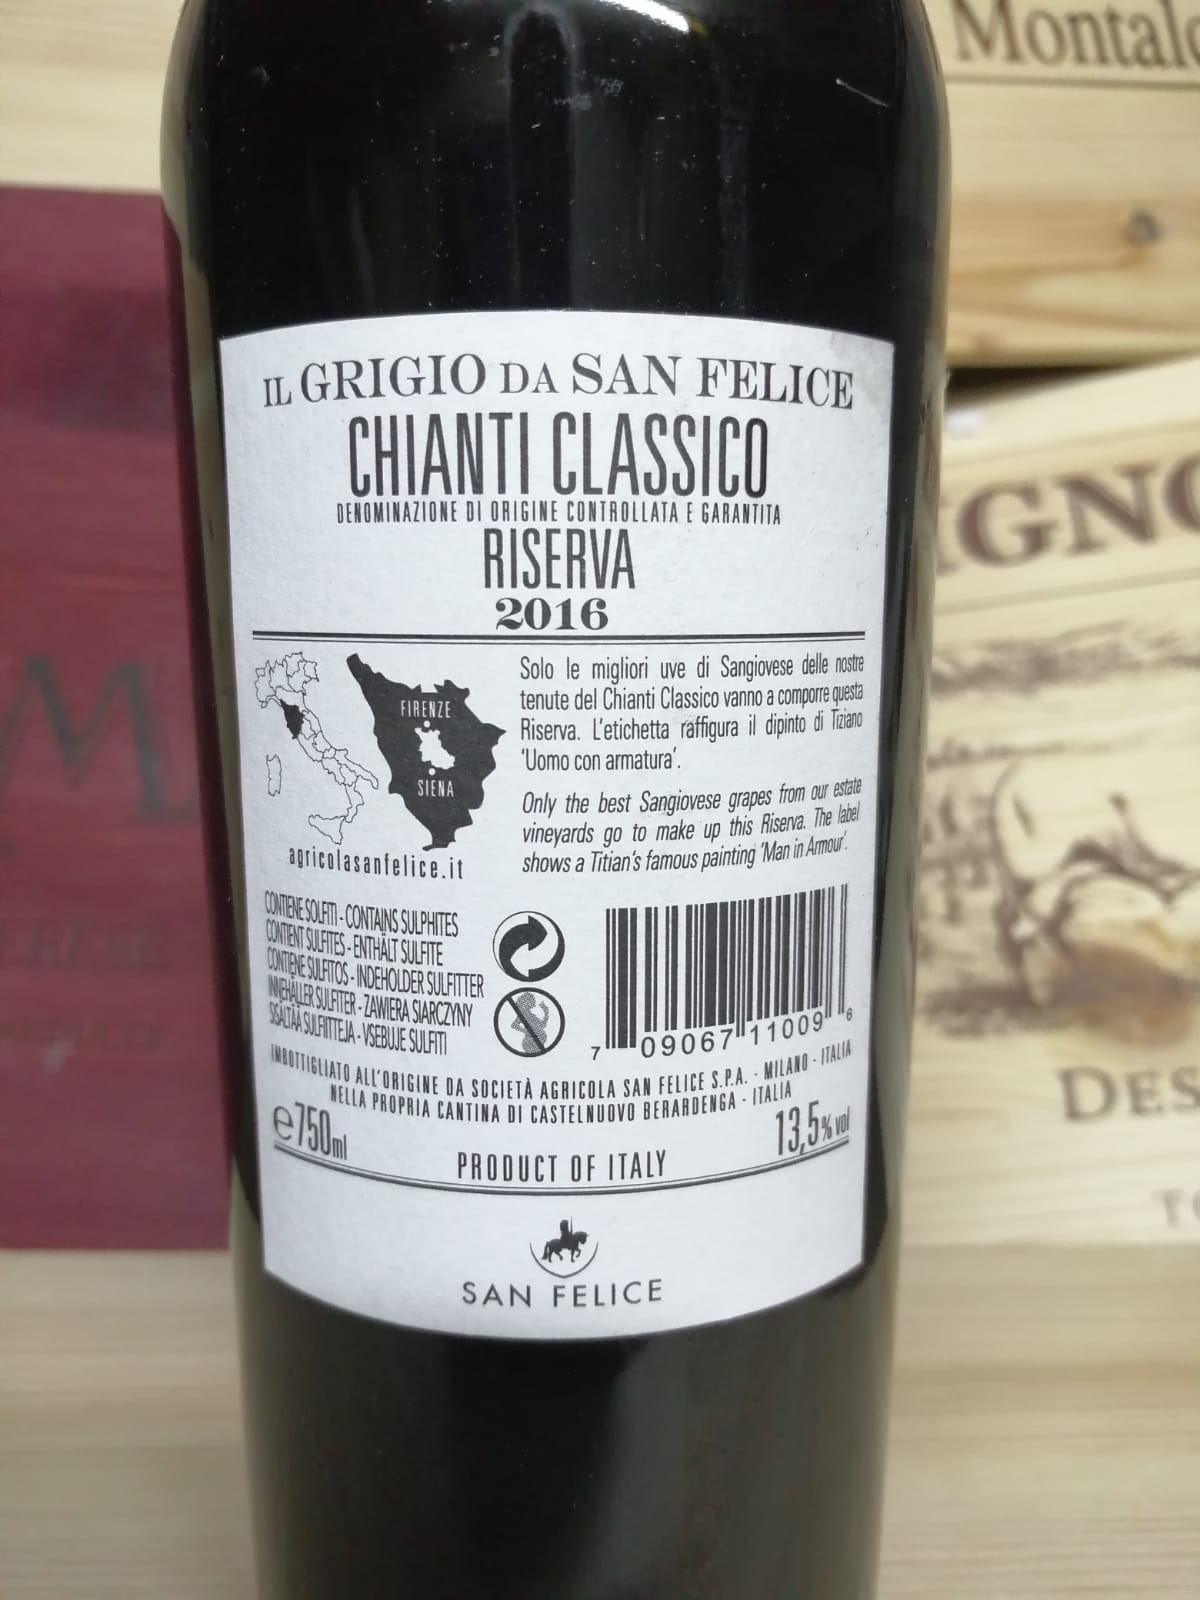 Montalc
IL GRIGIO DA SAN FELICE
CHIANTI CLASSICO
DENOMINAZIONE DI ORIGINE CONTROLLATA E GARANTITA
RISERVA
2016
FIRENZE
SIENA
agricolasanfelice.it
Solo le migliori uve di Sangiovese delle nostre
tenute del Chianti Classico vanno a comporre questa
Riserva. L'etichetta raffigura il dipinto di Tiziano
'Uomo con armatura'.
Only the best Sangiovese grapes from our estate
vineyards go to make up this Riserva. The label
shows a Titian's famous painting 'Man in Armour'.
CONTIENE SOLFITI - CONTAINS SULPHITES
CONTIENT SULFITES - ENTHÄLT SULFITE
CONTIENE SULFITOS - INDEHOLDER SULFITTER
INNEHÅLLER SULFITER - ZAWIERA SIARCZYNY
SISÄLTÄÄ SULFIITTEJA - VSEBUJE SULFITI
7 09067 11009 6
IMBOTTIGLIATO ALL'ORIGINE DA SOCIETÀ AGRICOLA SAN FELICE S.P.A. - MILANO - ITALIA
NELLA PROPRIA CANTINA DI CASTELNUOVO BERARDENGA - ITALIA
e750ml
13,5% vol
PRODUCT OF ITALY
SAN FELICE
IGNO
DES